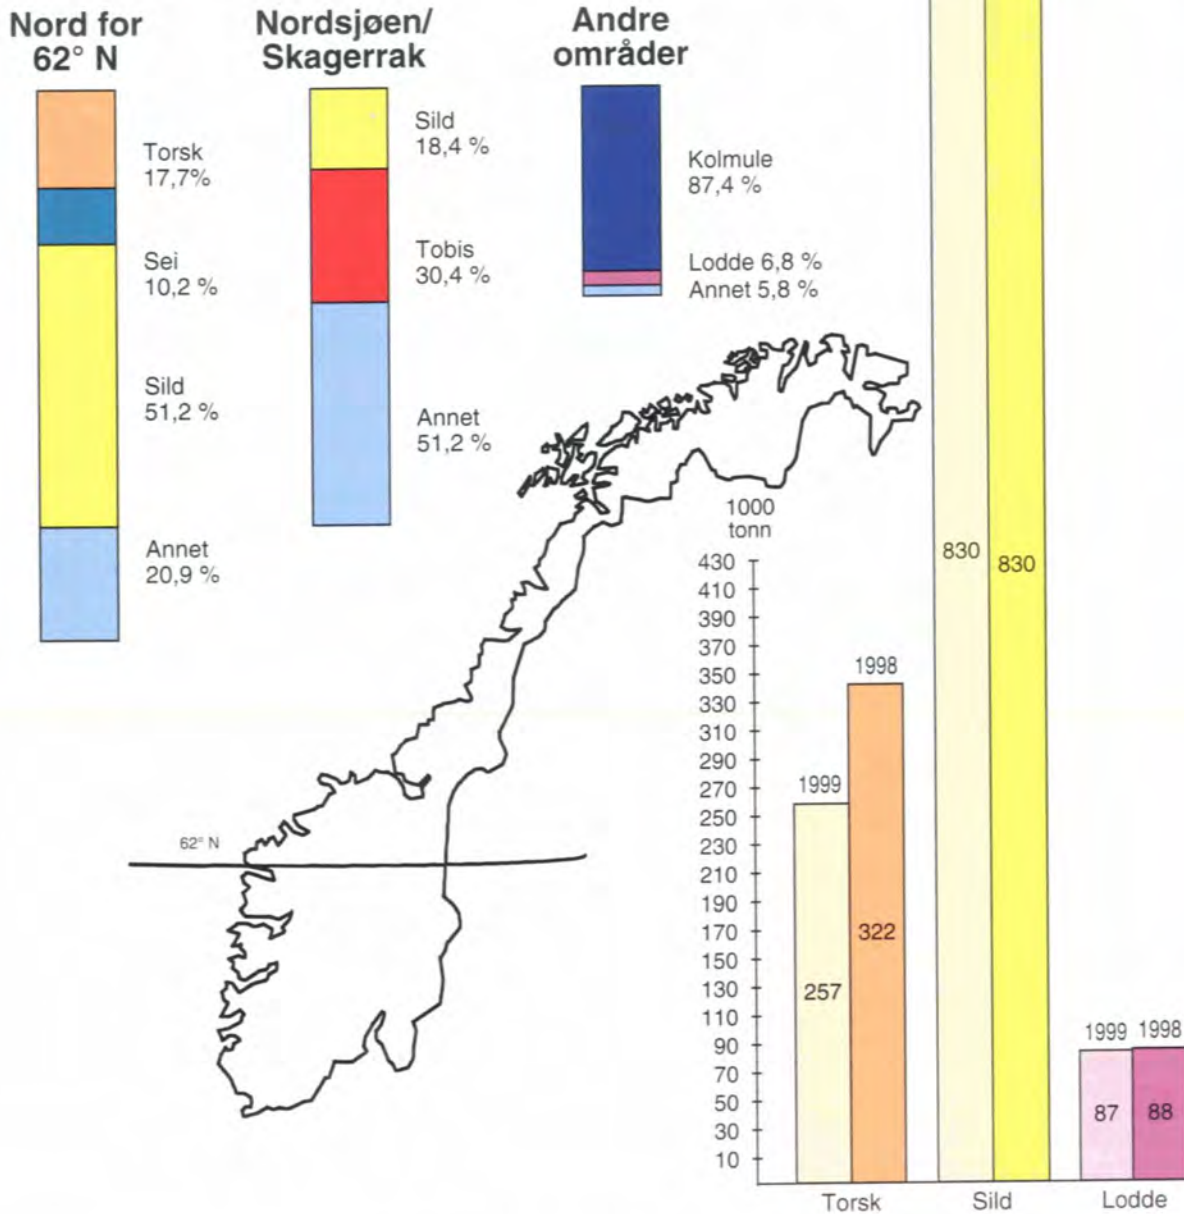 Nord for
62° N
Torsk
17,7%
Sei
10,2 %
Sild
51,2 %
Annet
20,9 %
Nordsjøen/
Skagerrak
Sild
18,4 %
Tobis
30,4 %
Annet
51,2 %
Andre
områder
Kolmule
87,4 %
Lodde 6,8 %
Annet 5,8 %
62° N
1000
tonn
430
410
390
370
350
330
310
290
270
250
230
210
190
170
150
130
110
90
70
50
30
10
1999
257
1998
322
830
830
1999 1998
87
88
Torsk
Sild
Lodde